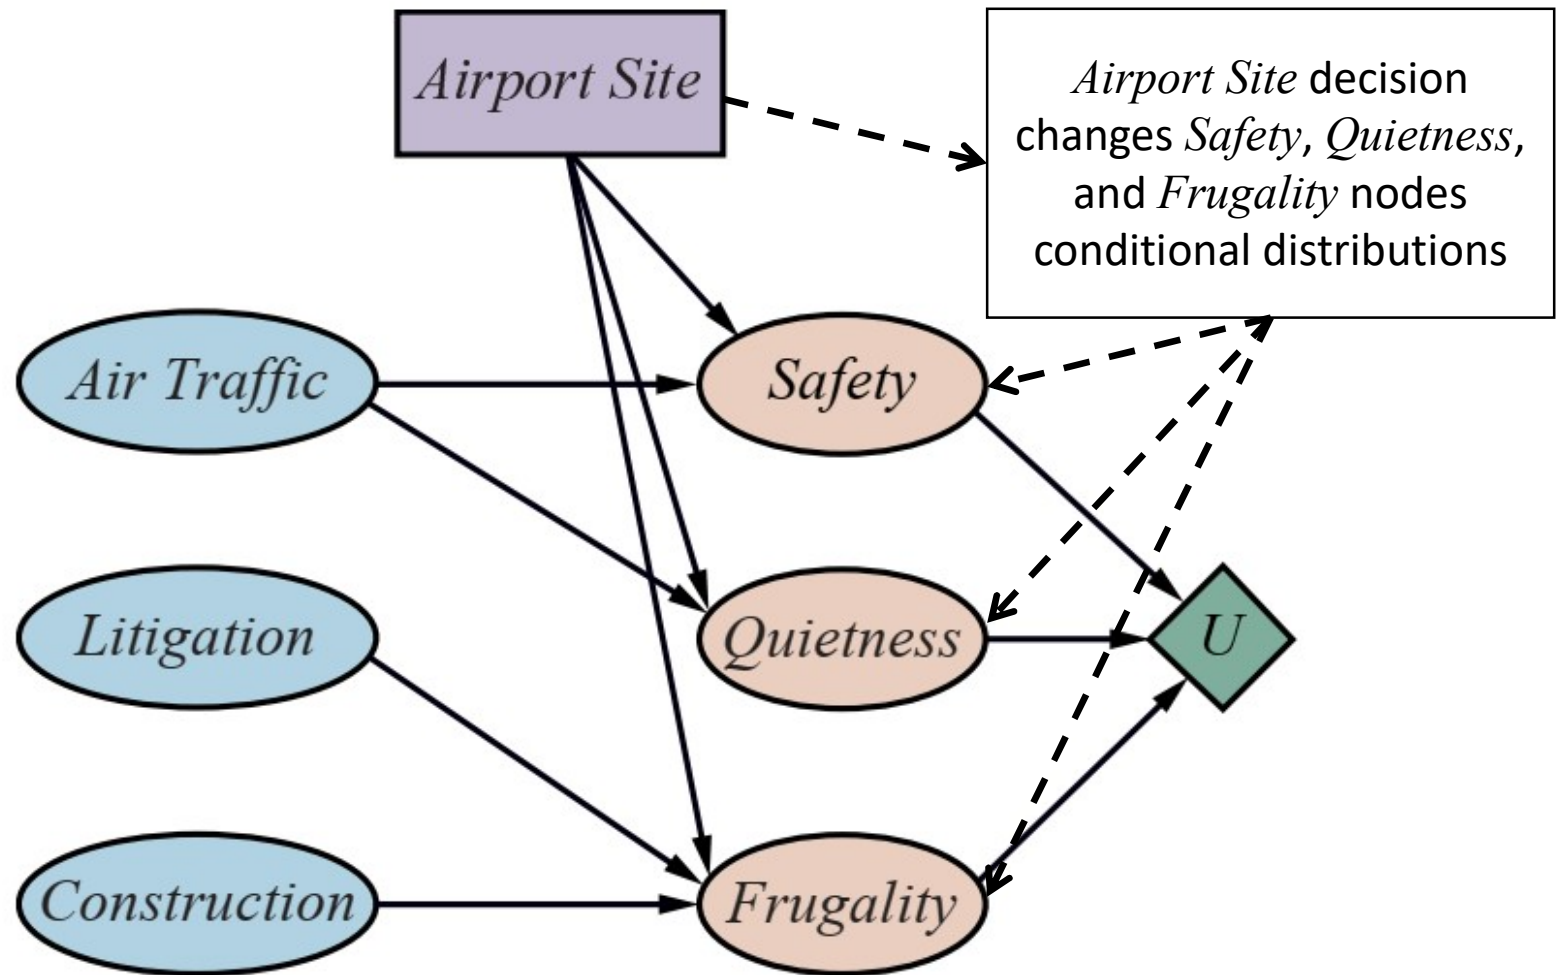 Airport Site
Airport Site decision
changes Safety, Quietness,
and Frugality nodes
conditional distributions
Air Traffic
Safety
Litigation
Quietness
U
Construction
Frugality